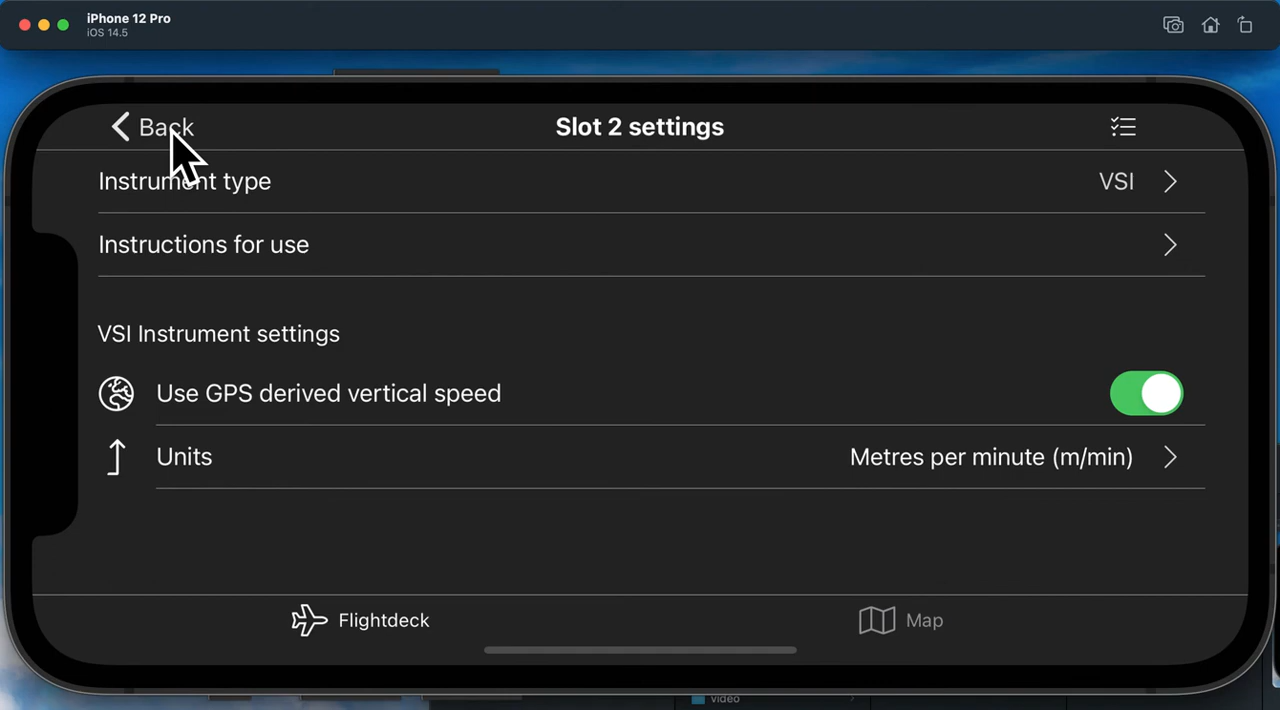 iPhone 12 Pro
iOS 14.5
Back
Slot 2 settings
Instrument type
VSI
Instructions for use
VSI Instrument settings
Use GPS derived vertical speed
Units
Metres per minute (m/min)
Flightdeck
Map
video